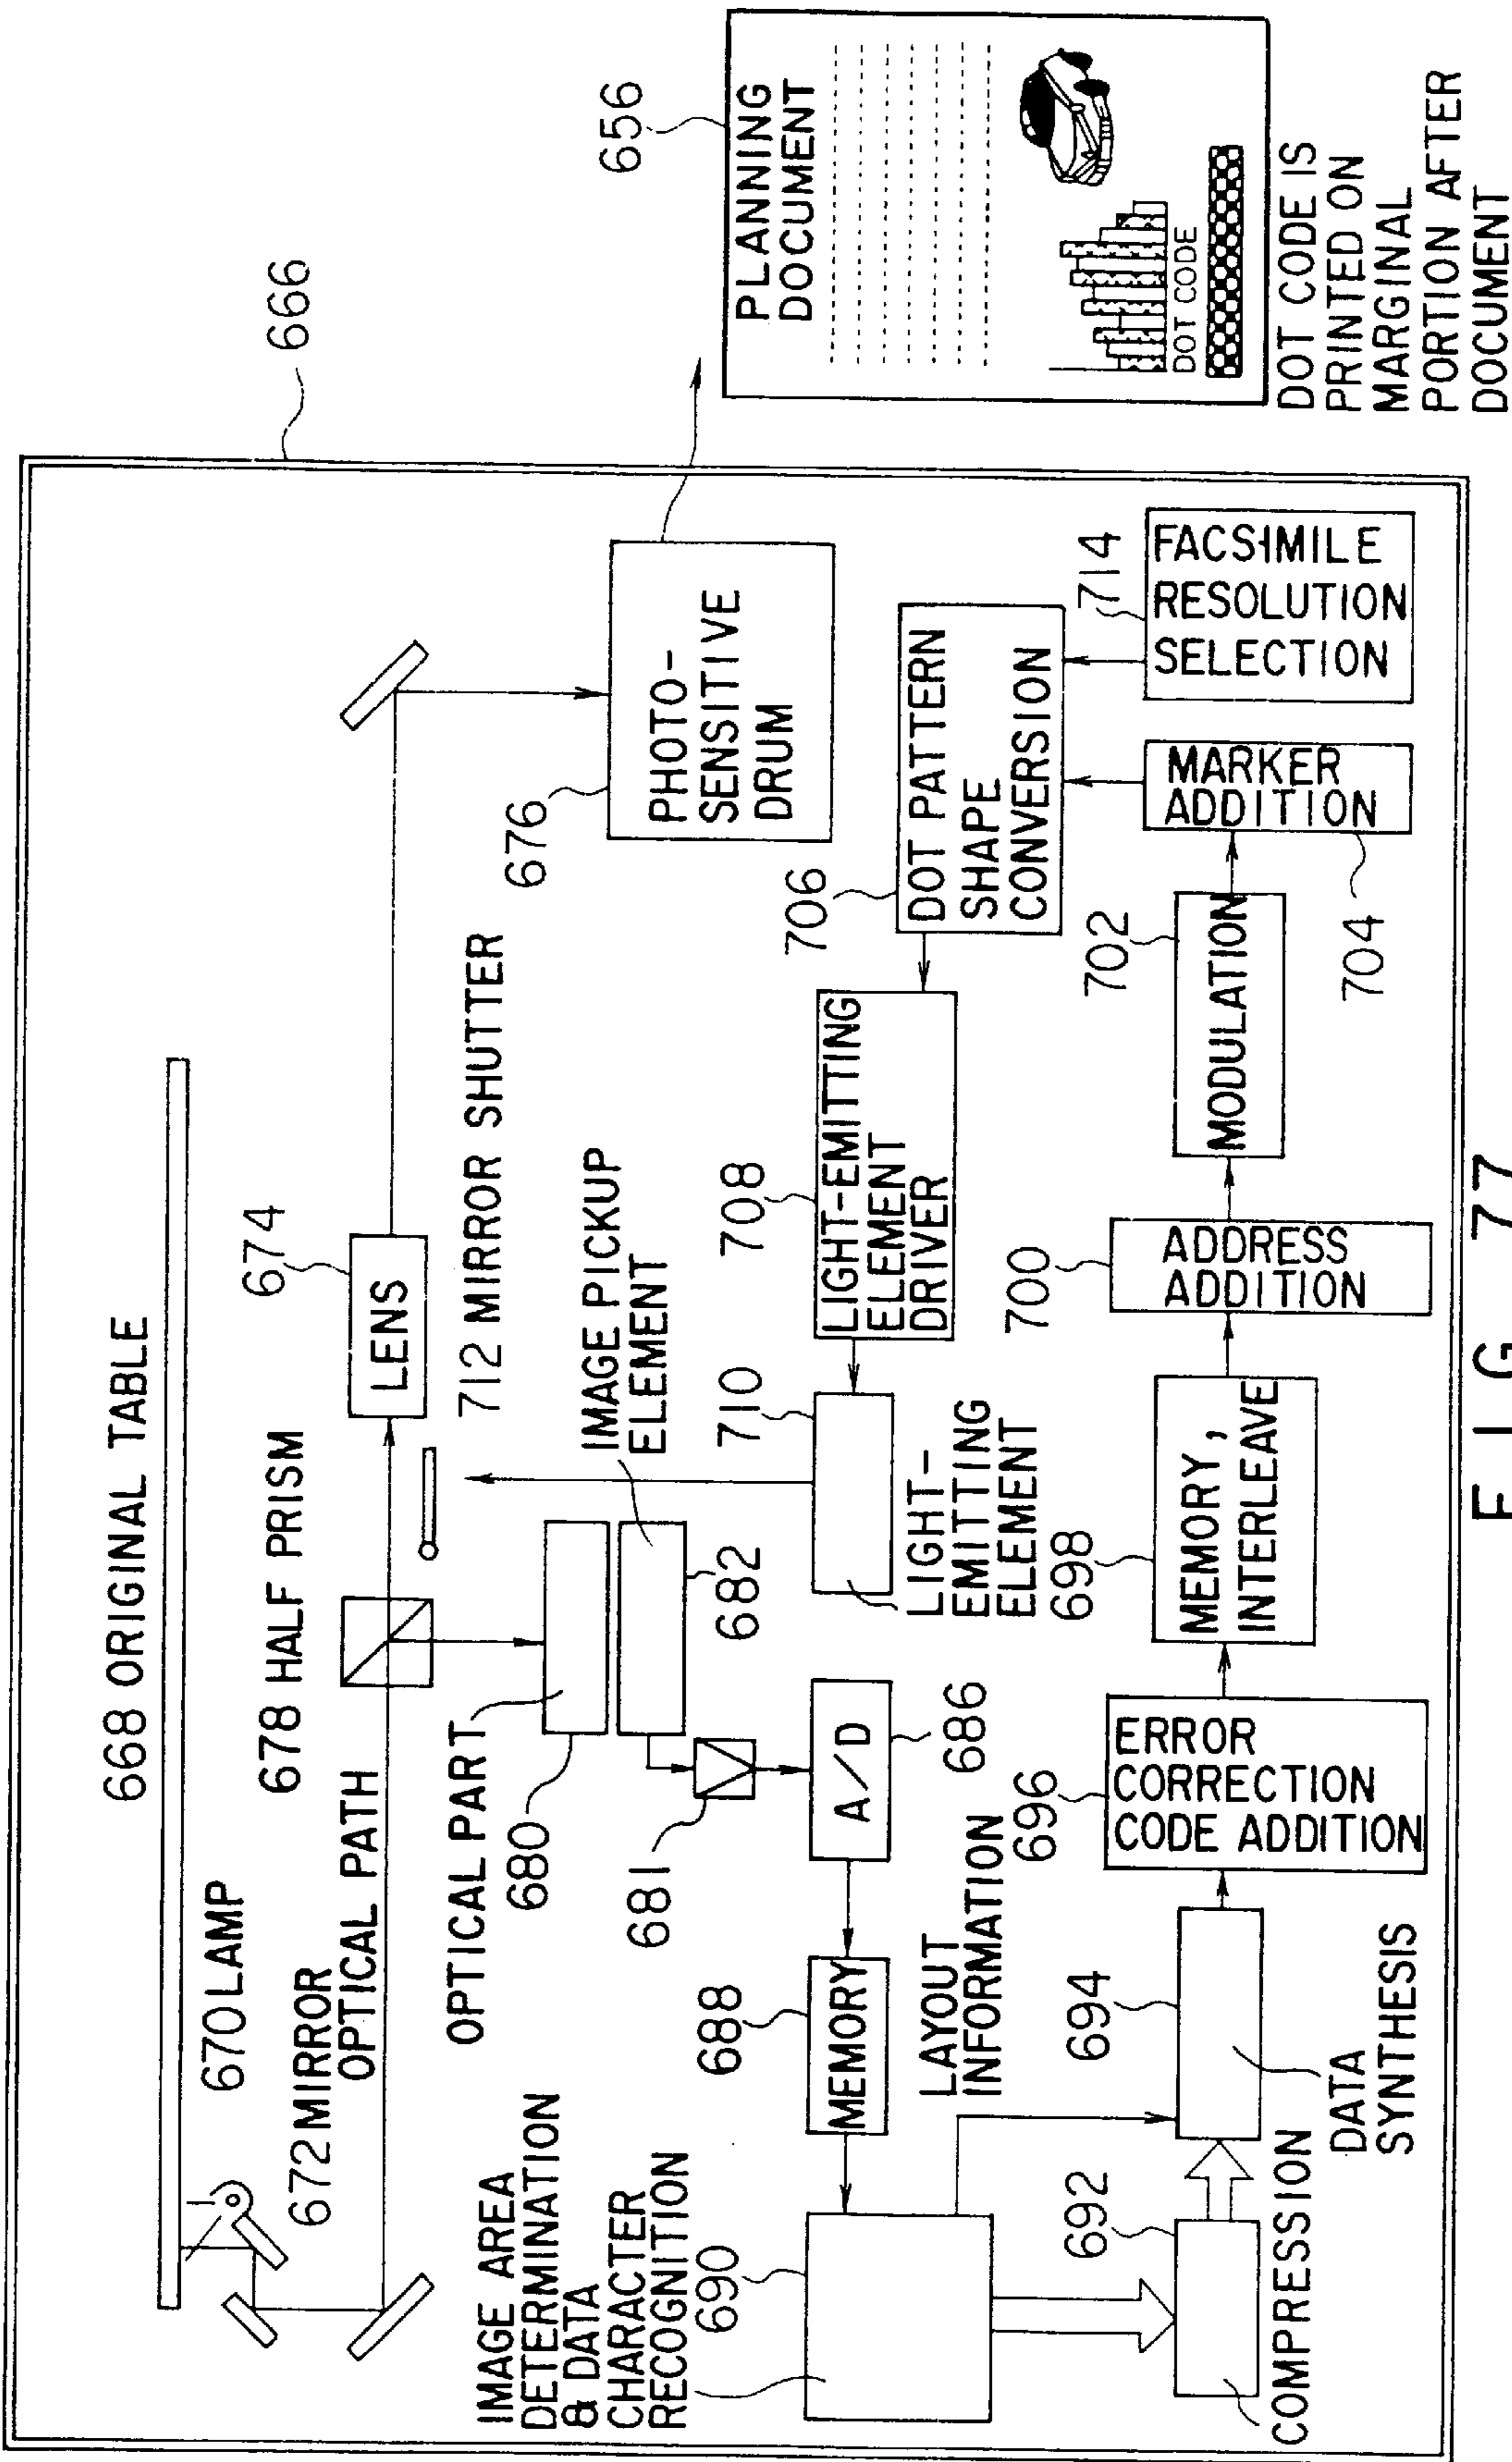 666
668 ORIGINAL TABLE
670 LAMP
672 MIRROR
OPTICAL PATH
678 HALF PRISM
674
LENS
712 MIRROR SHUTTER
676
PHOTO-
SENSITIVE
DRUM
656
PLANNING
DOCUMENT
DOT CODE
DOT CODE IS
PRINTED ON
MARGINAL
PORTION AFTER
DOCUMENT
OPTICAL PART
680
IMAGE PICKUP
ELEMENT
682
681
A/D
686
688
MEMORY
IMAGE AREA
DETERMINATION
& DATA
CHARACTER
RECOGNITION
690
LAYOUT
INFORMATION
692
COMPRESSION
694
DATA
SYNTHESIS
696
ERROR
CORRECTION
CODE ADDITION
698
MEMORY,
INTERLEAVE
700
ADDRESS
ADDITION
702
MODULATION
704
MARKER
ADDITION
706
DOT PATTERN
SHAPE
CONVERSION
714
FACSIMILE
RESOLUTION
SELECTION
708
LIGHT-EMITTING
ELEMENT
DRIVER
710
LIGHT-
EMITTING
ELEMENT
FIG. 77